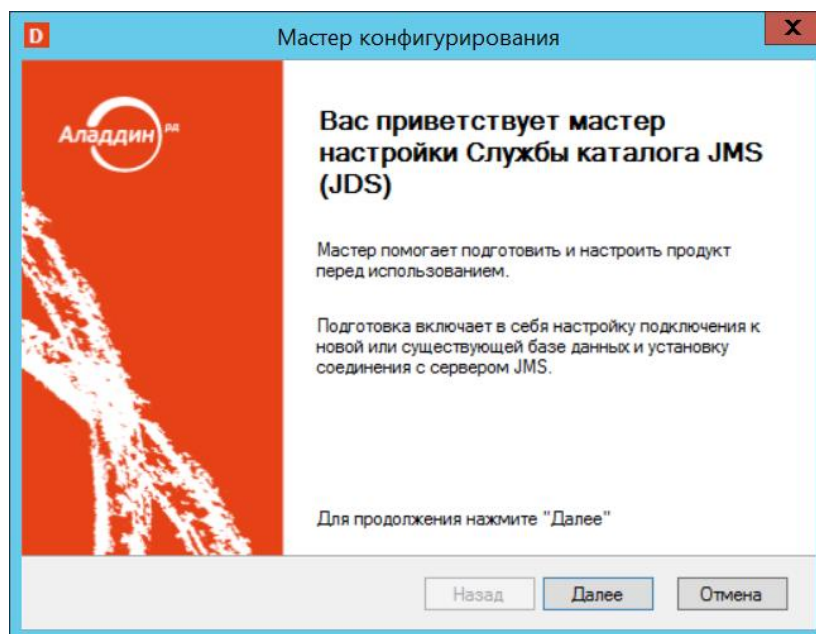 D
Мастер конфигурирования
X
Аладдин РД
Вас приветствует мастер
настройки Службы каталога JMS
(JDS)
Мастер помогает подготовить и настроить продукт
перед использованием.
Подготовка включает в себя настройку подключения к
новой или существующей базе данных и установку
соединения с сервером JMS.
Для продолжения нажмите "Далее"
Назад
Далее
Отмена